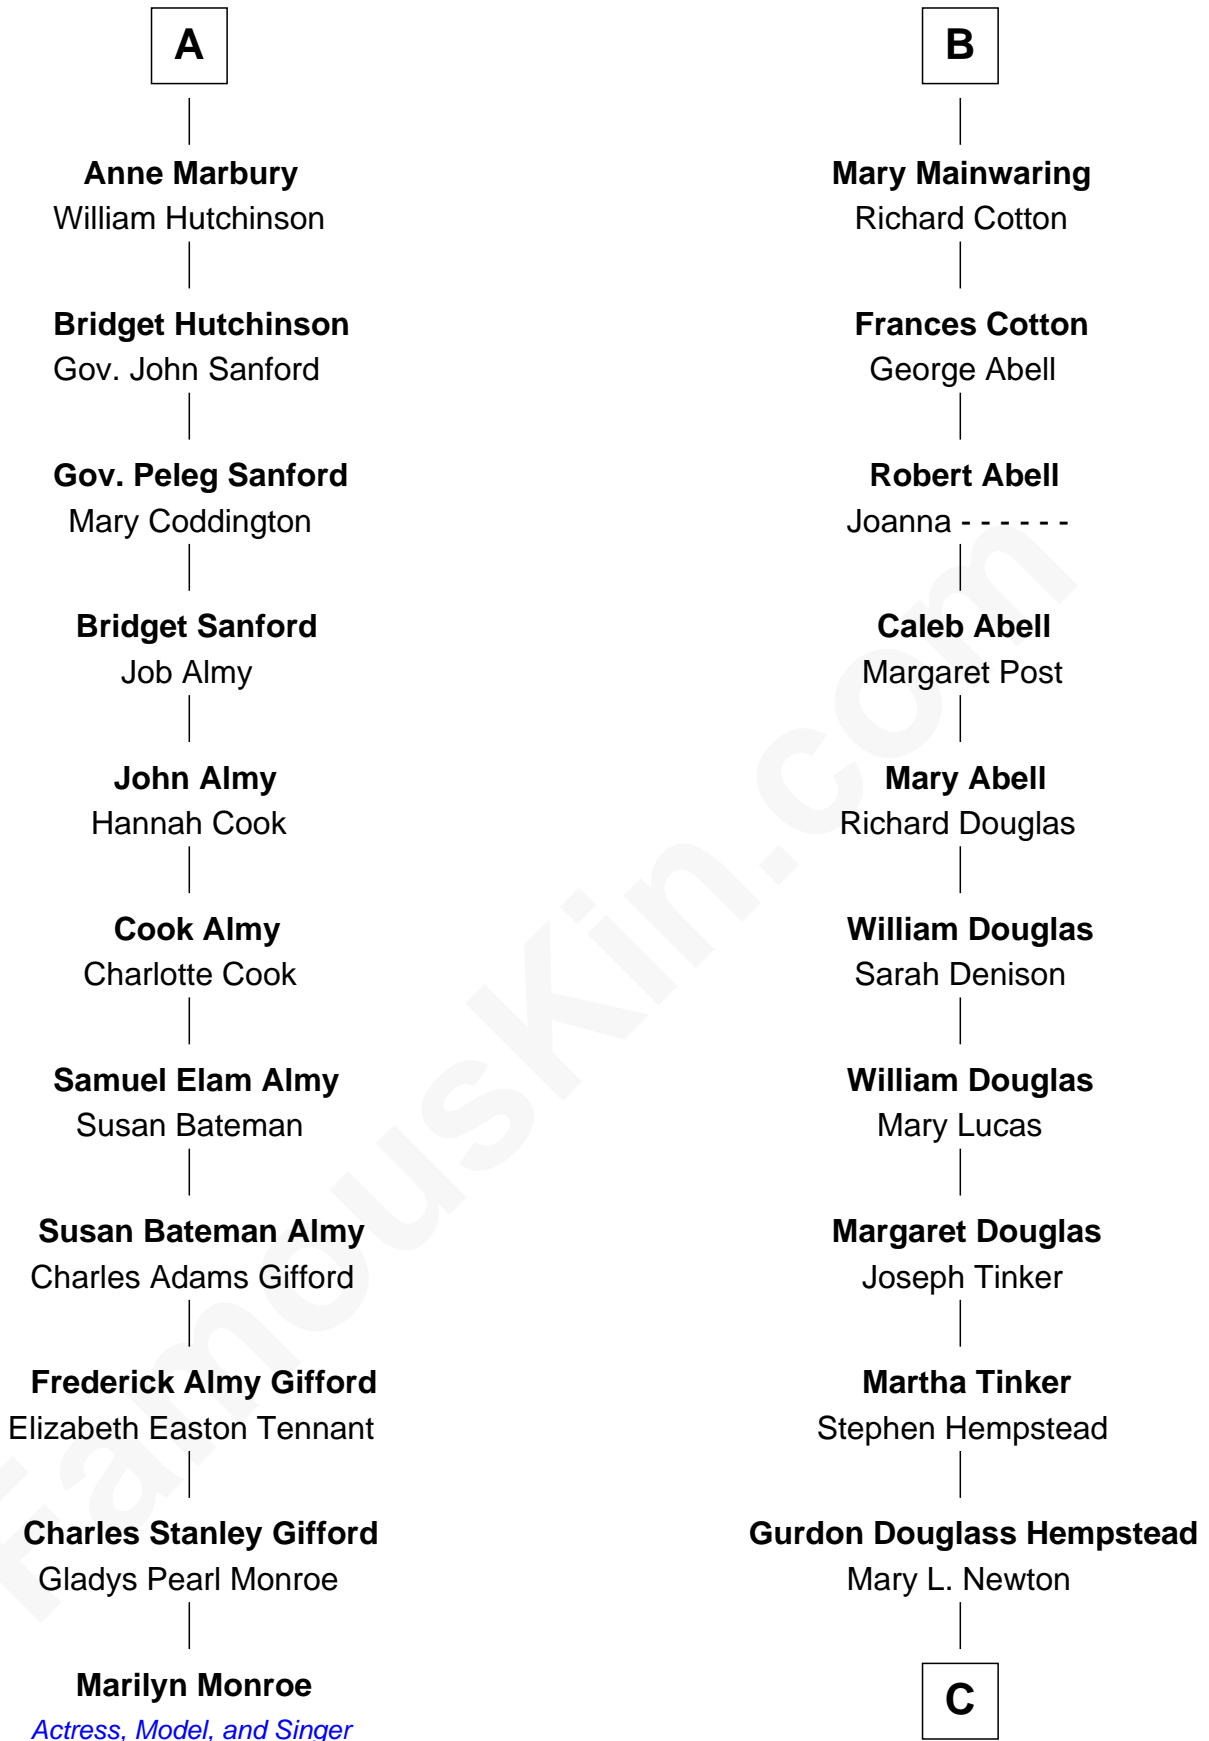 A
Anne Marbury
William Hutchinson
Bridget Hutchinson
Gov. John Sanford
Gov. Peleg Sanford
Mary Coddington
Bridget Sanford
Job Almy
John Almy
Hannah Cook
Cook Almy
Charlotte Cook
Samuel Elam Almy
Susan Bateman
Susan Bateman Almy
Charles Adams Gifford
Frederick Almy Gifford
Elizabeth Easton Tennant
Charles Stanley Gifford
Gladys Pearl Monroe
Marilyn Monroe
Actress, Model, and Singer
B
Mary Mainwaring
Richard Cotton
Frances Cotton
George Abell
Robert Abell
Joanna - - - - - -
Caleb Abell
Margaret Post
Mary Abell
Richard Douglas
William Douglas
Sarah Denison
William Douglas
Mary Lucas
Margaret Douglas
Joseph Tinker
Martha Tinker
Stephen Hempstead
Gurdon Douglass Hempstead
Mary L. Newton
C
FamousKin.com